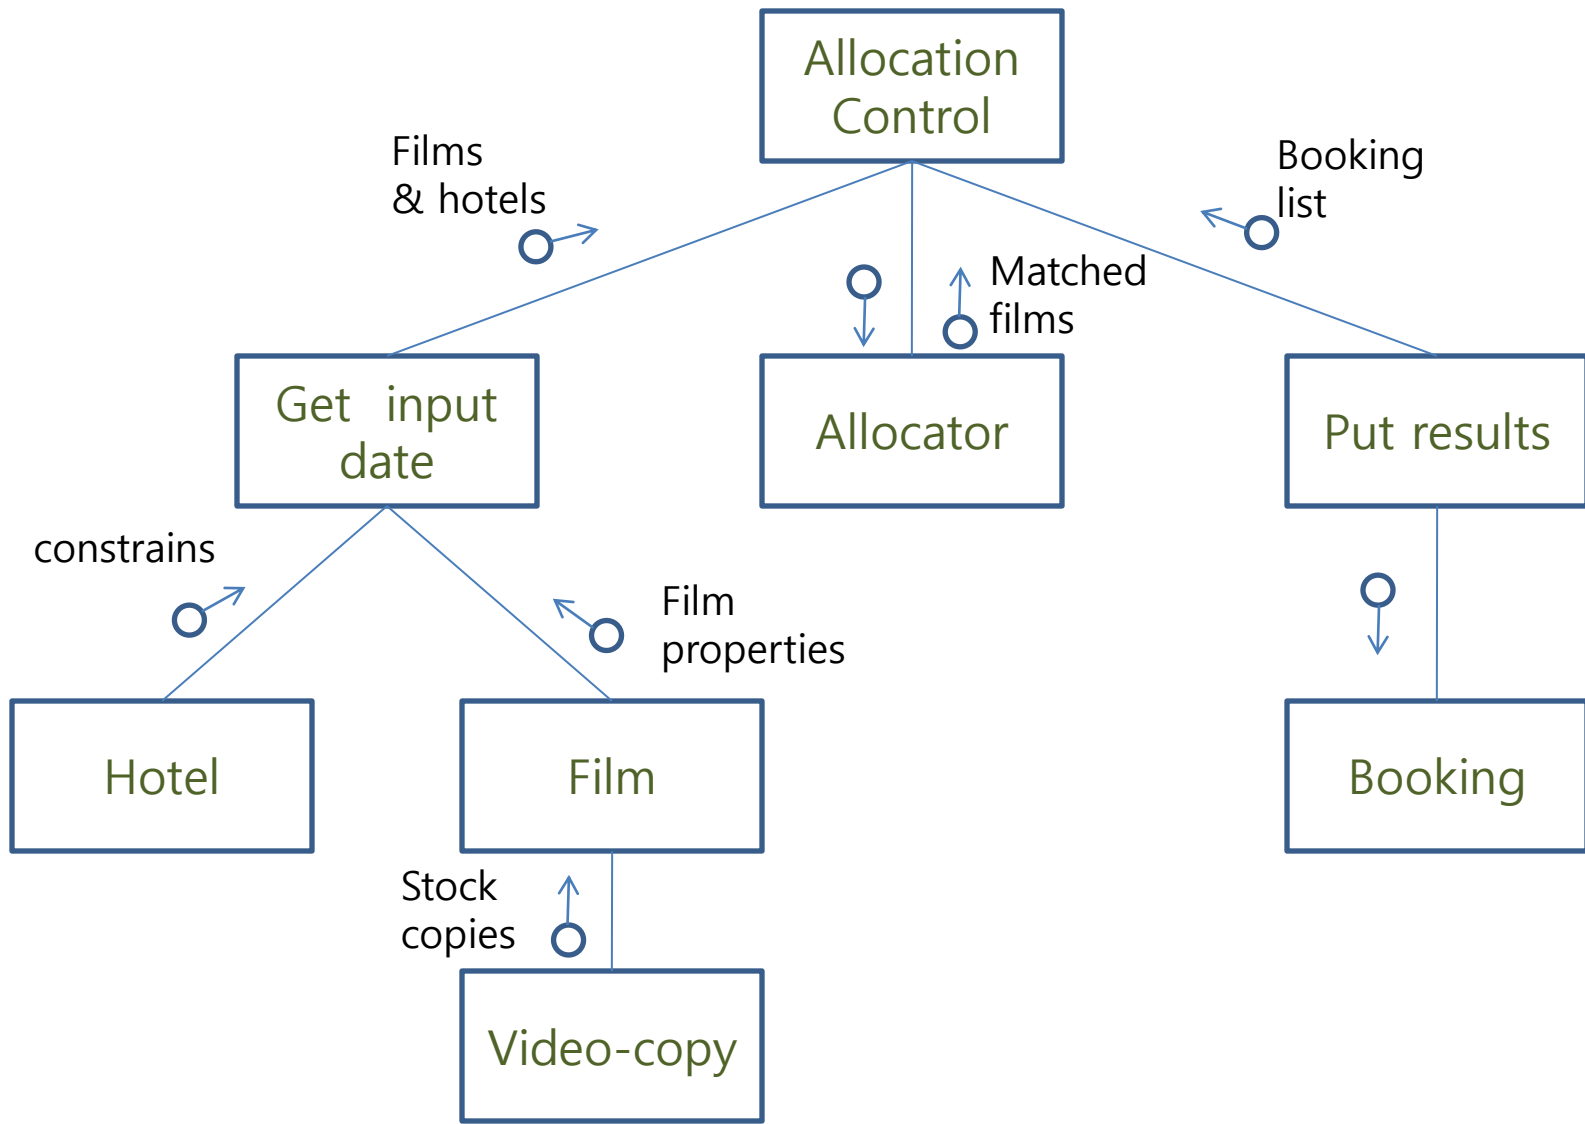 Allocation
Control
Films
& hotels
Booking
list
Matched
films
Get input
date
Allocator
Put results
constrains
Film
properties
Hotel
Film
Booking
Stock
copies
Video-copy